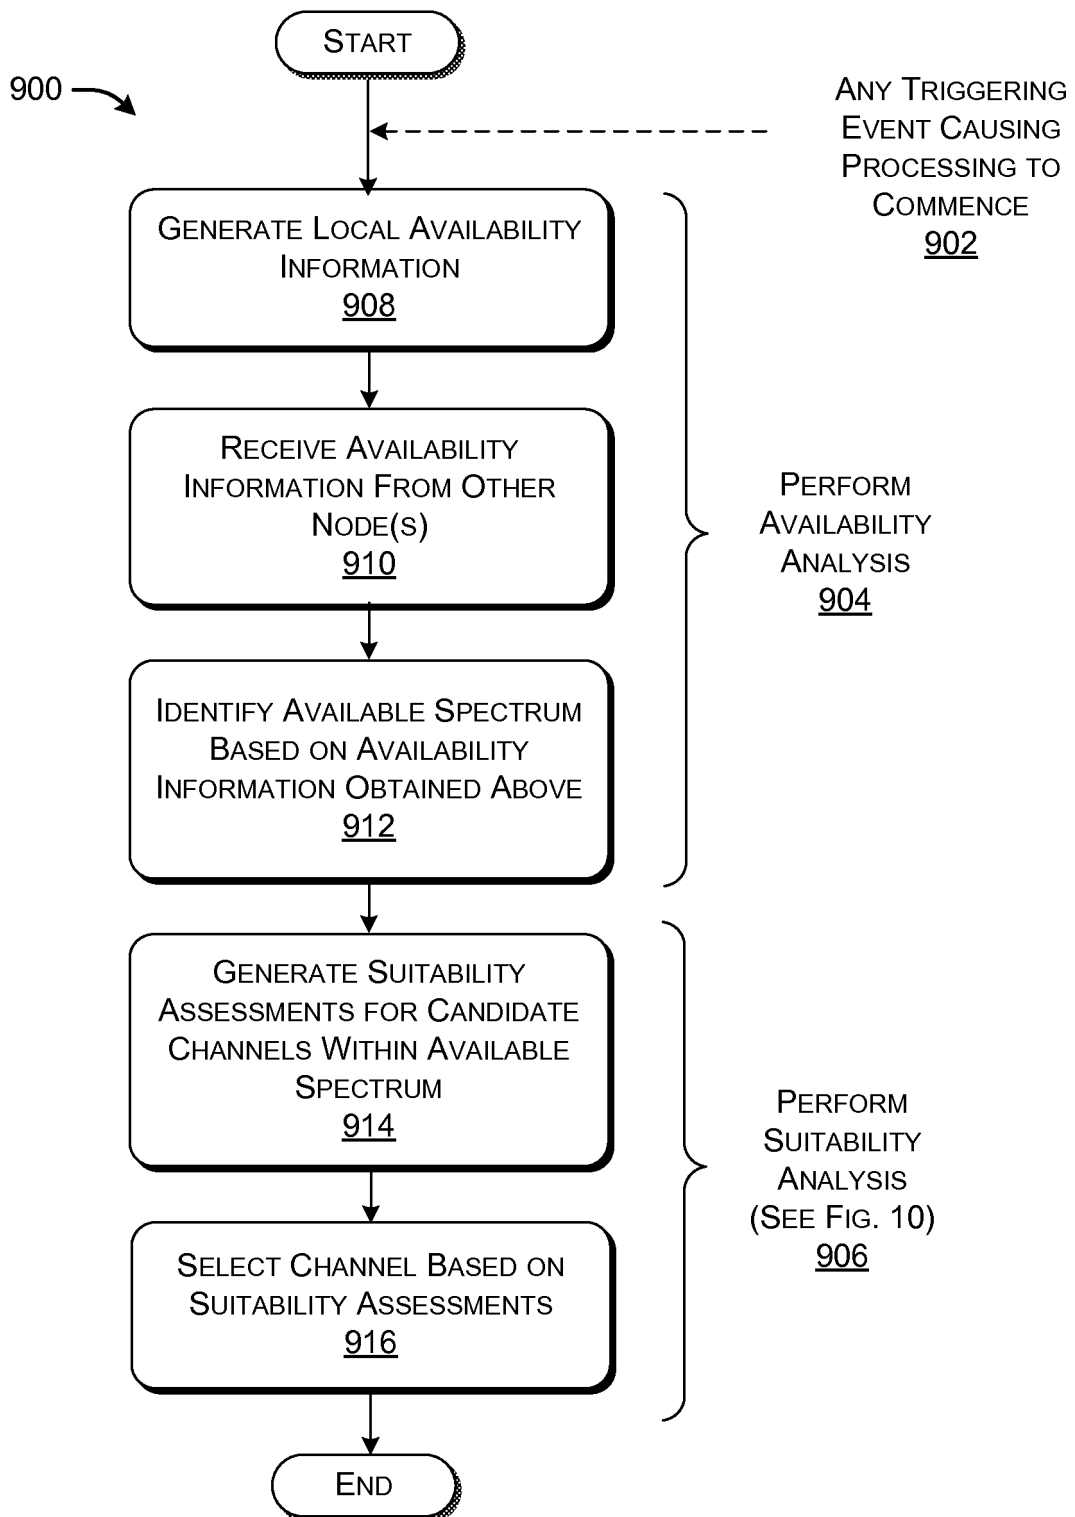 START
900
ANY TRIGGERING
EVENT CAUSING
PROCESSING TO
COMMENCE
902
GENERATE LOCAL AVAILABILITY
INFORMATION
908
RECEIVE AVAILABILITY
INFORMATION FROM OTHER
NODE(S)
910
PERFORM
AVAILABILITY
ANALYSIS
904
IDENTIFY AVAILABLE SPECTRUM
BASED ON AVAILABILITY
INFORMATION OBTAINED ABOVE
912
GENERATE SUITABILITY
ASSESSMENTS FOR CANDIDATE
CHANNELS WITHIN AVAILABLE
SPECTRUM
914
PERFORM
SUITABILITY
ANALYSIS
(SEE FIG. 10)
906
SELECT CHANNEL BASED ON
SUITABILITY ASSESSMENTS
916
END